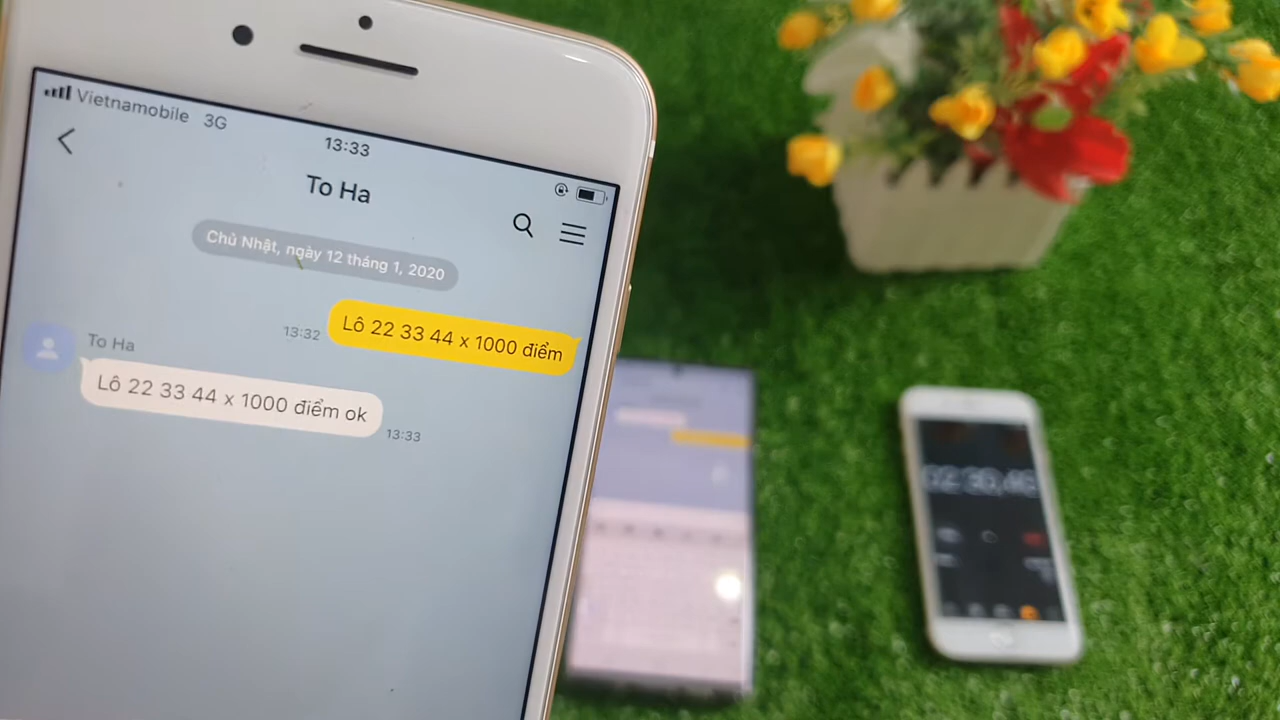 Vietnamobile 3G
13:33
To Ha
Chủ Nhật, ngày 12 tháng 1, 2020
13:32
Lô 22 33 44 x 1000 điểm
To Ha
Lô 22 33 44 x 1000 điểm ok
13:33